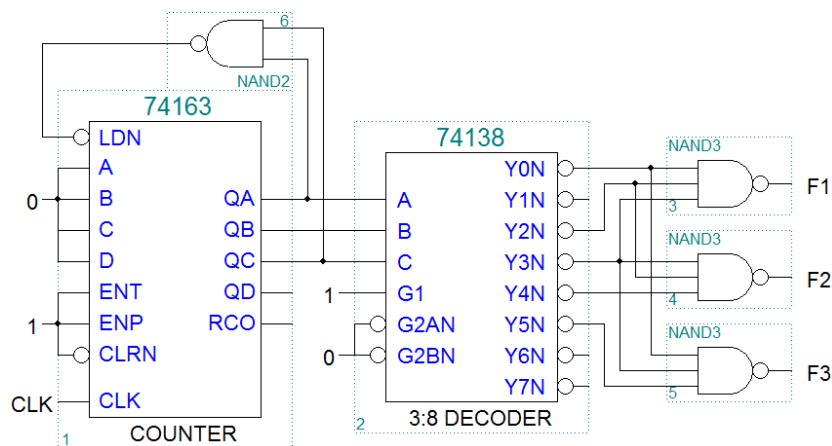 6
NAND2
74163
LDN
A
B
C
D
ENT
ENP
CLRN
CLK
QA
QB
QC
QD
RCO
0
1
CLK
1
COUNTER
74138
A
B
C
G1
G2AN
G2BN
Y0N
Y1N
Y2N
Y3N
Y4N
Y5N
Y6N
Y7N
1
0
2
3:8 DECODER
NAND3
3
F1
NAND3
4
F2
NAND3
5
F3